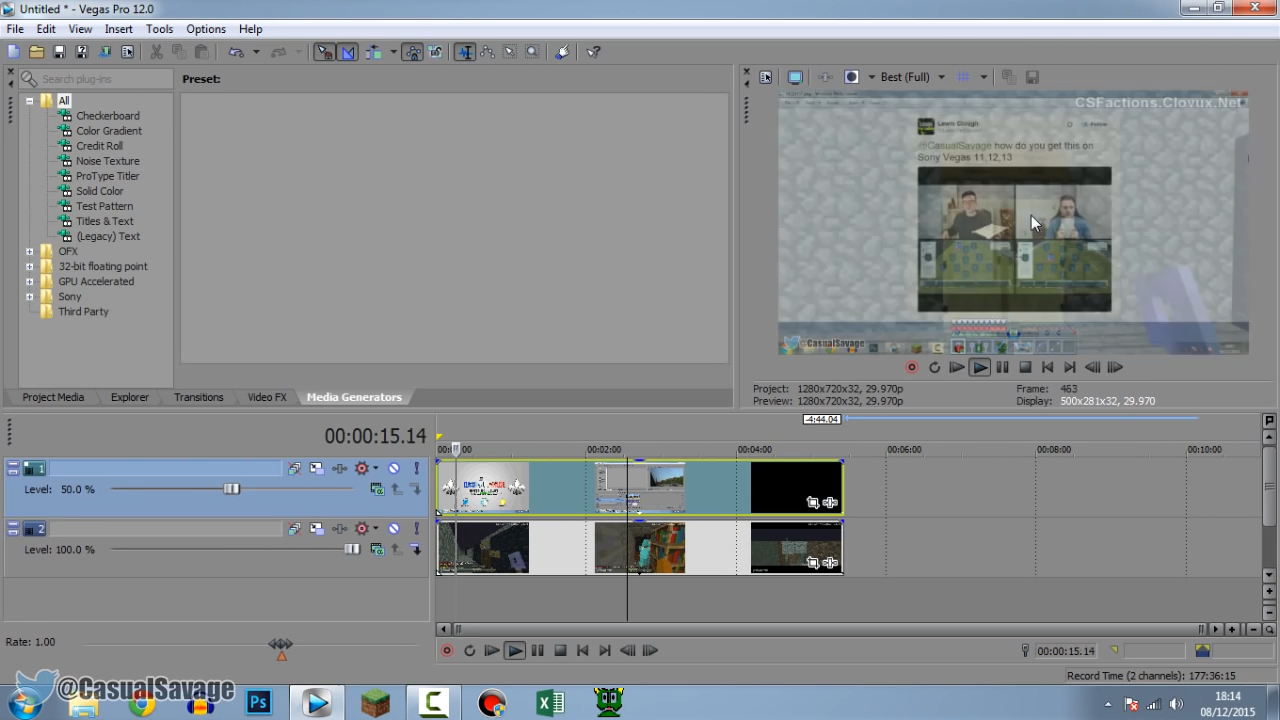 Untitled * - Vegas Pro 12.0
File Edit View Insert Tools Options Help
Search plug-ins
Preset:
All
Checkerboard
Color Gradient
Credit Roll
Noise Texture
ProType Titler
Solid Color
Test Pattern
Titles & Text
(Legacy) Text
OFX
32-bit floating point
GPU Accelerated
Sony
Third Party
Project Media Explorer Transitions Video FX Media Generators
Best (Full)
CSFactions.Clovux.Net
Lewis Clough
@CasualSavage how do you get this on
Sony Vegas 11,12,13
@CasualSavage
Project: 1280x720x32, 29.970p Frame: 463
Preview: 1280x720x32, 29.970p Display: 500x281x32, 29.970
-4:44.04
00:00:15.14
00:02:00 00:04:00 00:06:00 00:08:00 00:10:00
1
Level: 50.0 %
2
Level: 100.0 %
Rate: 1.00
00:00:15.14
Record Time (2 channels): 177:36:15
@CasualSavage
Ps
18:14
08/12/2015